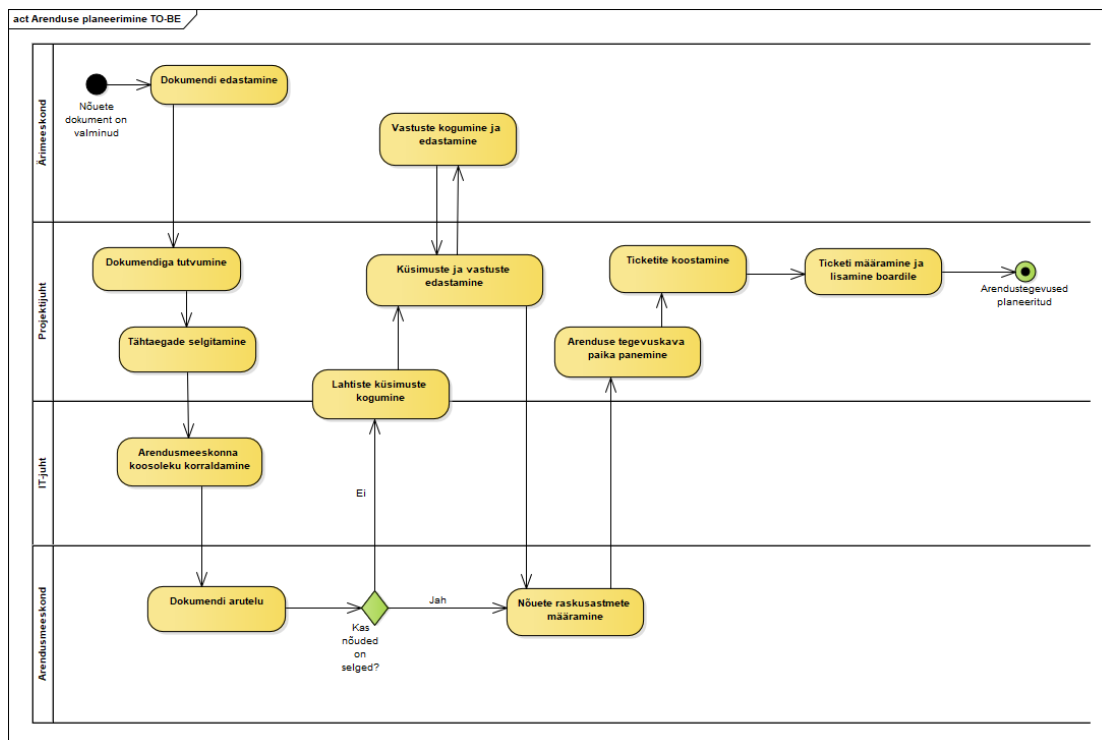 act Arenduse planeerimine TO-BE
Ärimeeskond
Nõuete
dokument on
valminud
Dokumendi edastamine
Vastuste kogumine ja
edastamine
Projektijuht
Dokumendiga tutvumine
Tähtaegade selgitamine
Küsimuste ja vastuste
edastamine
Lahtiste küsimuste
kogumine
Ticketite koostamine
Arenduse tegevuskava
paika panemine
Ticketi määramine ja
lisamine boardile
Arendustegevused
planeeritud
IT-juht
Arendusmeeskonna
koosoleku korraldamine
Ei
Arendusmeeskond
Dokumendi arutelu
Kas
nõuded
on
selged?
Jah
Nõuete raskusastmete
määramine